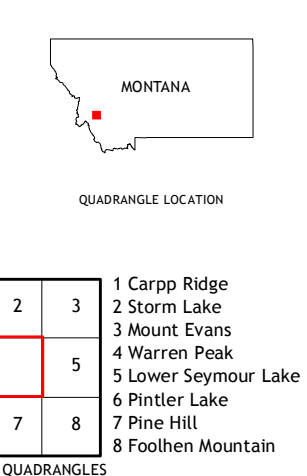 MONTANA
QUADRANGLE LOCATION
2 3
5
7 8
1 Carpp Ridge
2 Storm Lake
3 Mount Evans
4 Warren Peak
5 Lower Seymour Lake
6 Pintler Lake
7 Pine Hill
8 Foolhen Mountain
QUADRANGLES